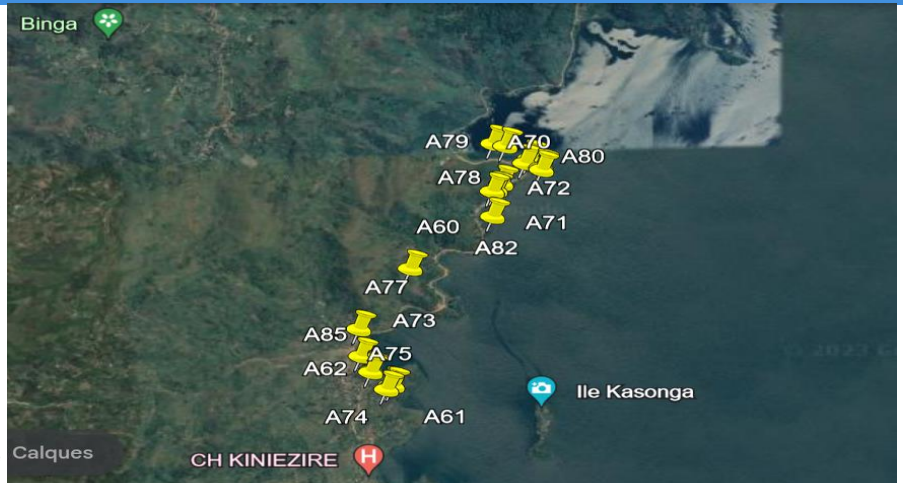 Binga
A79
A70
A80
A78
A72
A60
A71
A82
A77
A73
A85
A75
A62
Ile Kasonga
A74
A61
Calques
CH KINIEZIRE
H